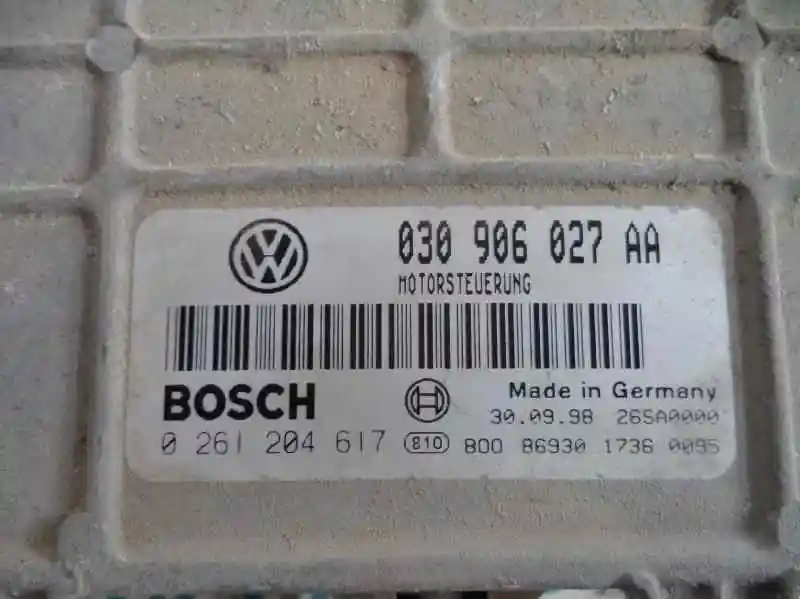 030 906 027 AA
MOTORSTEUERUNG
BOSCH Made in Germany
30.09.98 26SA0000
0 261 204 617 810 800 86930 1736 0095